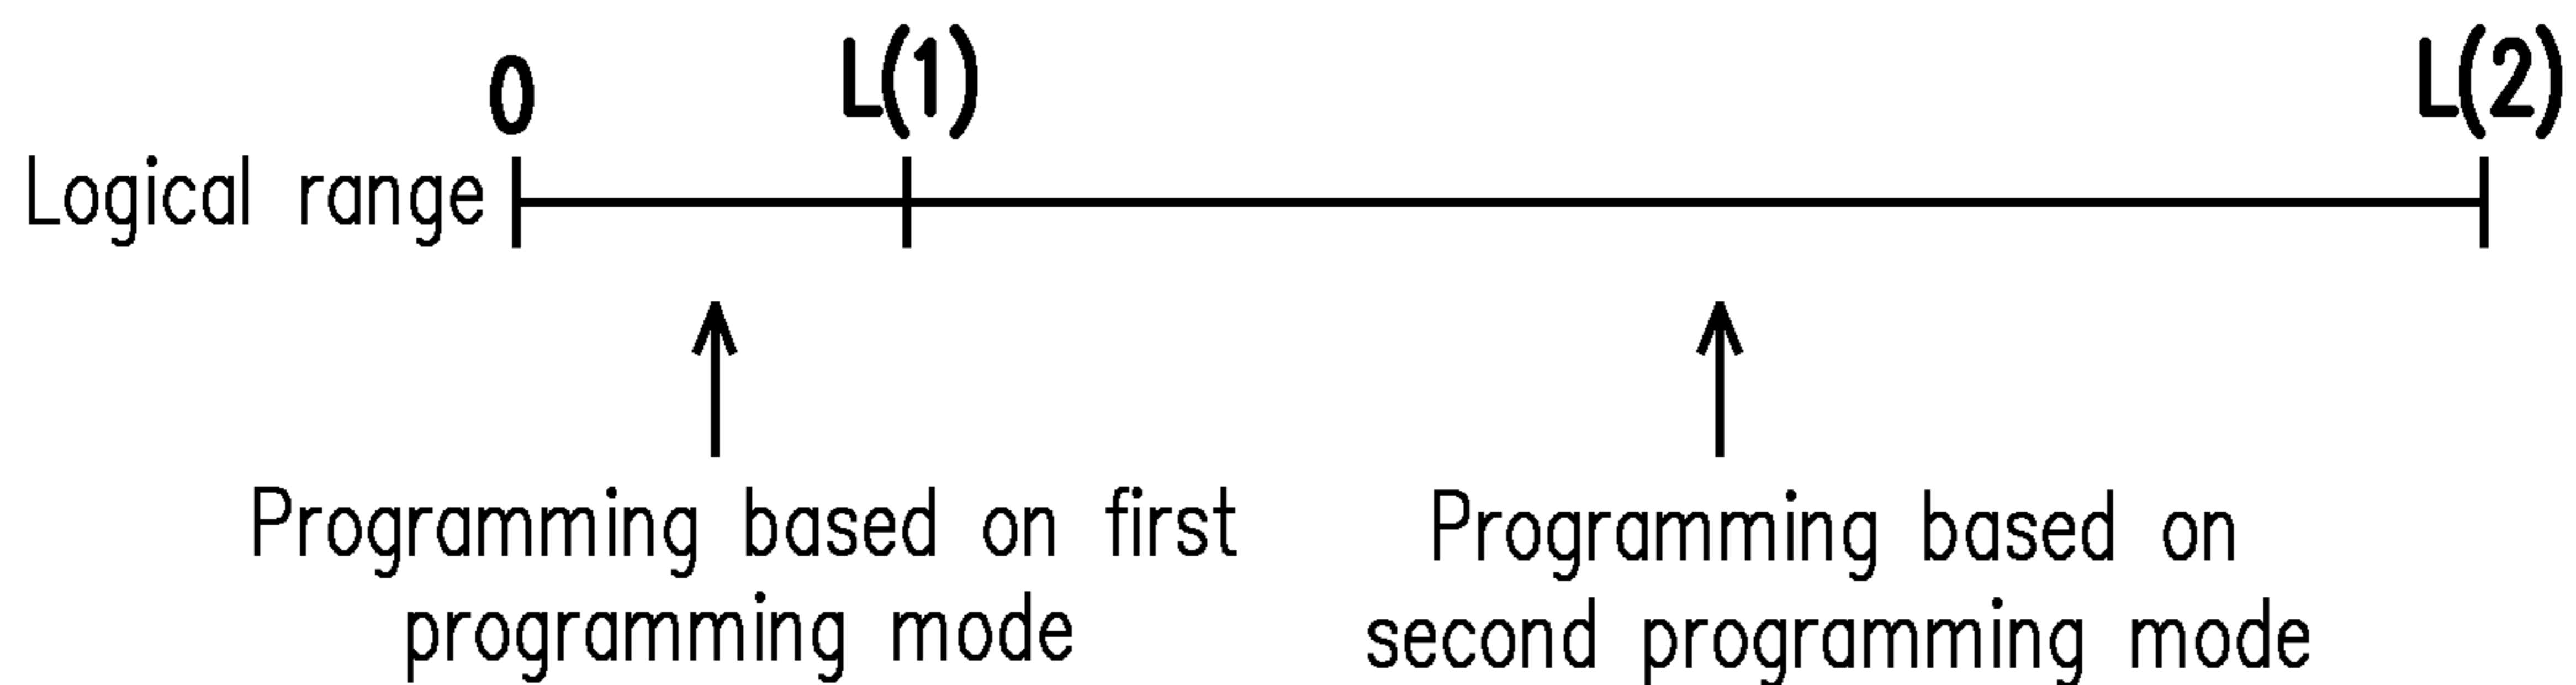 0 L(1) L(2)
Logical range
Programming based on first
programming mode
Programming based on
second programming mode